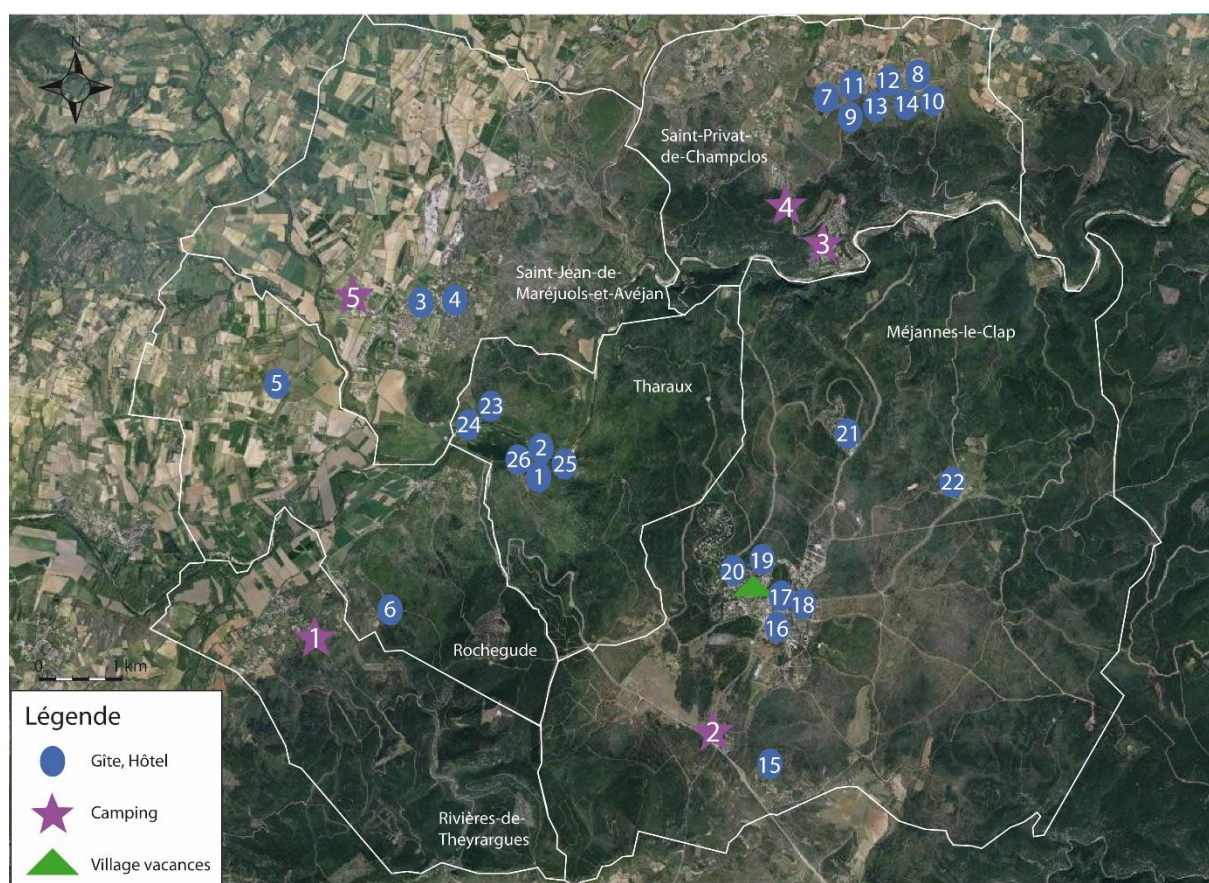 N
8
12
11
7
10
14
13
9
Saint-Privat-
de-Champclos
4
3
Saint-Jean-de-
Maréjuols-et-Avéjan
5
3
4
Méjannes-le-Clap
5
Tharaux
23
24
21
2
26
25
1
22
19
20
17
18
6
16
1
Rochegude
0
1 km
2
15
Légende
Gîte, Hôtel
Camping
Rivières-de-
Theyrargues
Village vacances